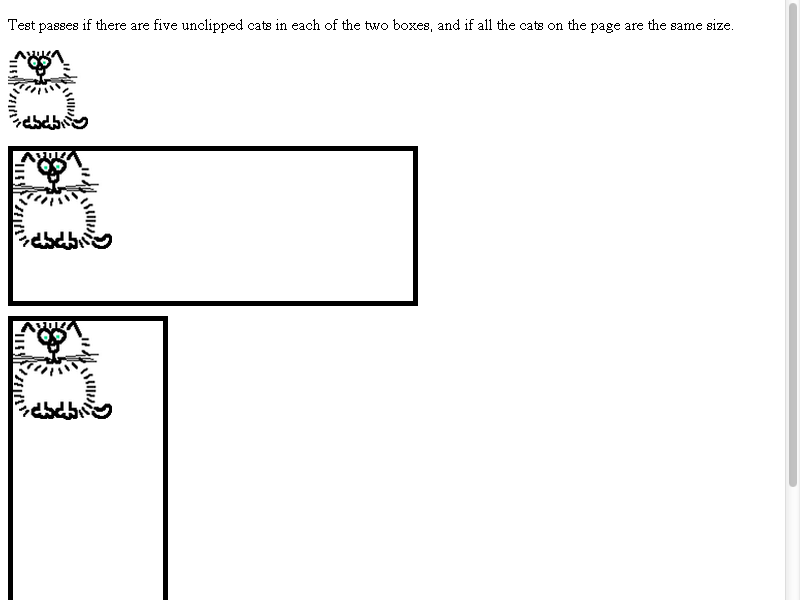 Test passes if there are five unclipped cats in each of the two boxes, and if all the cats on the page are the same size.